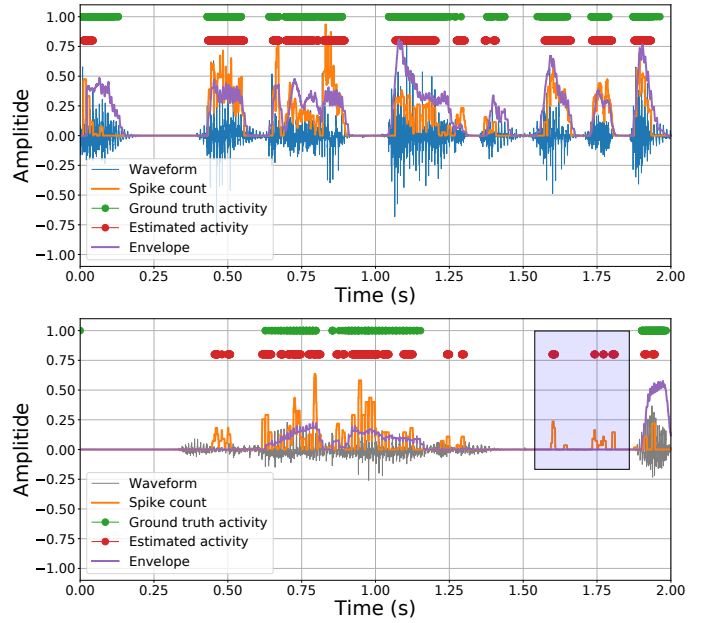 1.00
0.75
0.50
0.25
0.00
−0.25
−0.50
−0.75
−1.00
Amplitide
Waveform
Spike count
Ground truth activity
Estimated activity
Envelope
0.00 0.25 0.50 0.75 1.00 1.25 1.50 1.75 2.00
Time (s)
1.00
0.75
0.50
0.25
0.00
−0.25
−0.50
−0.75
−1.00
Amplitide
Waveform
Spike count
Ground truth activity
Estimated activity
Envelope
0.00 0.25 0.50 0.75 1.00 1.25 1.50 1.75 2.00
Time (s)